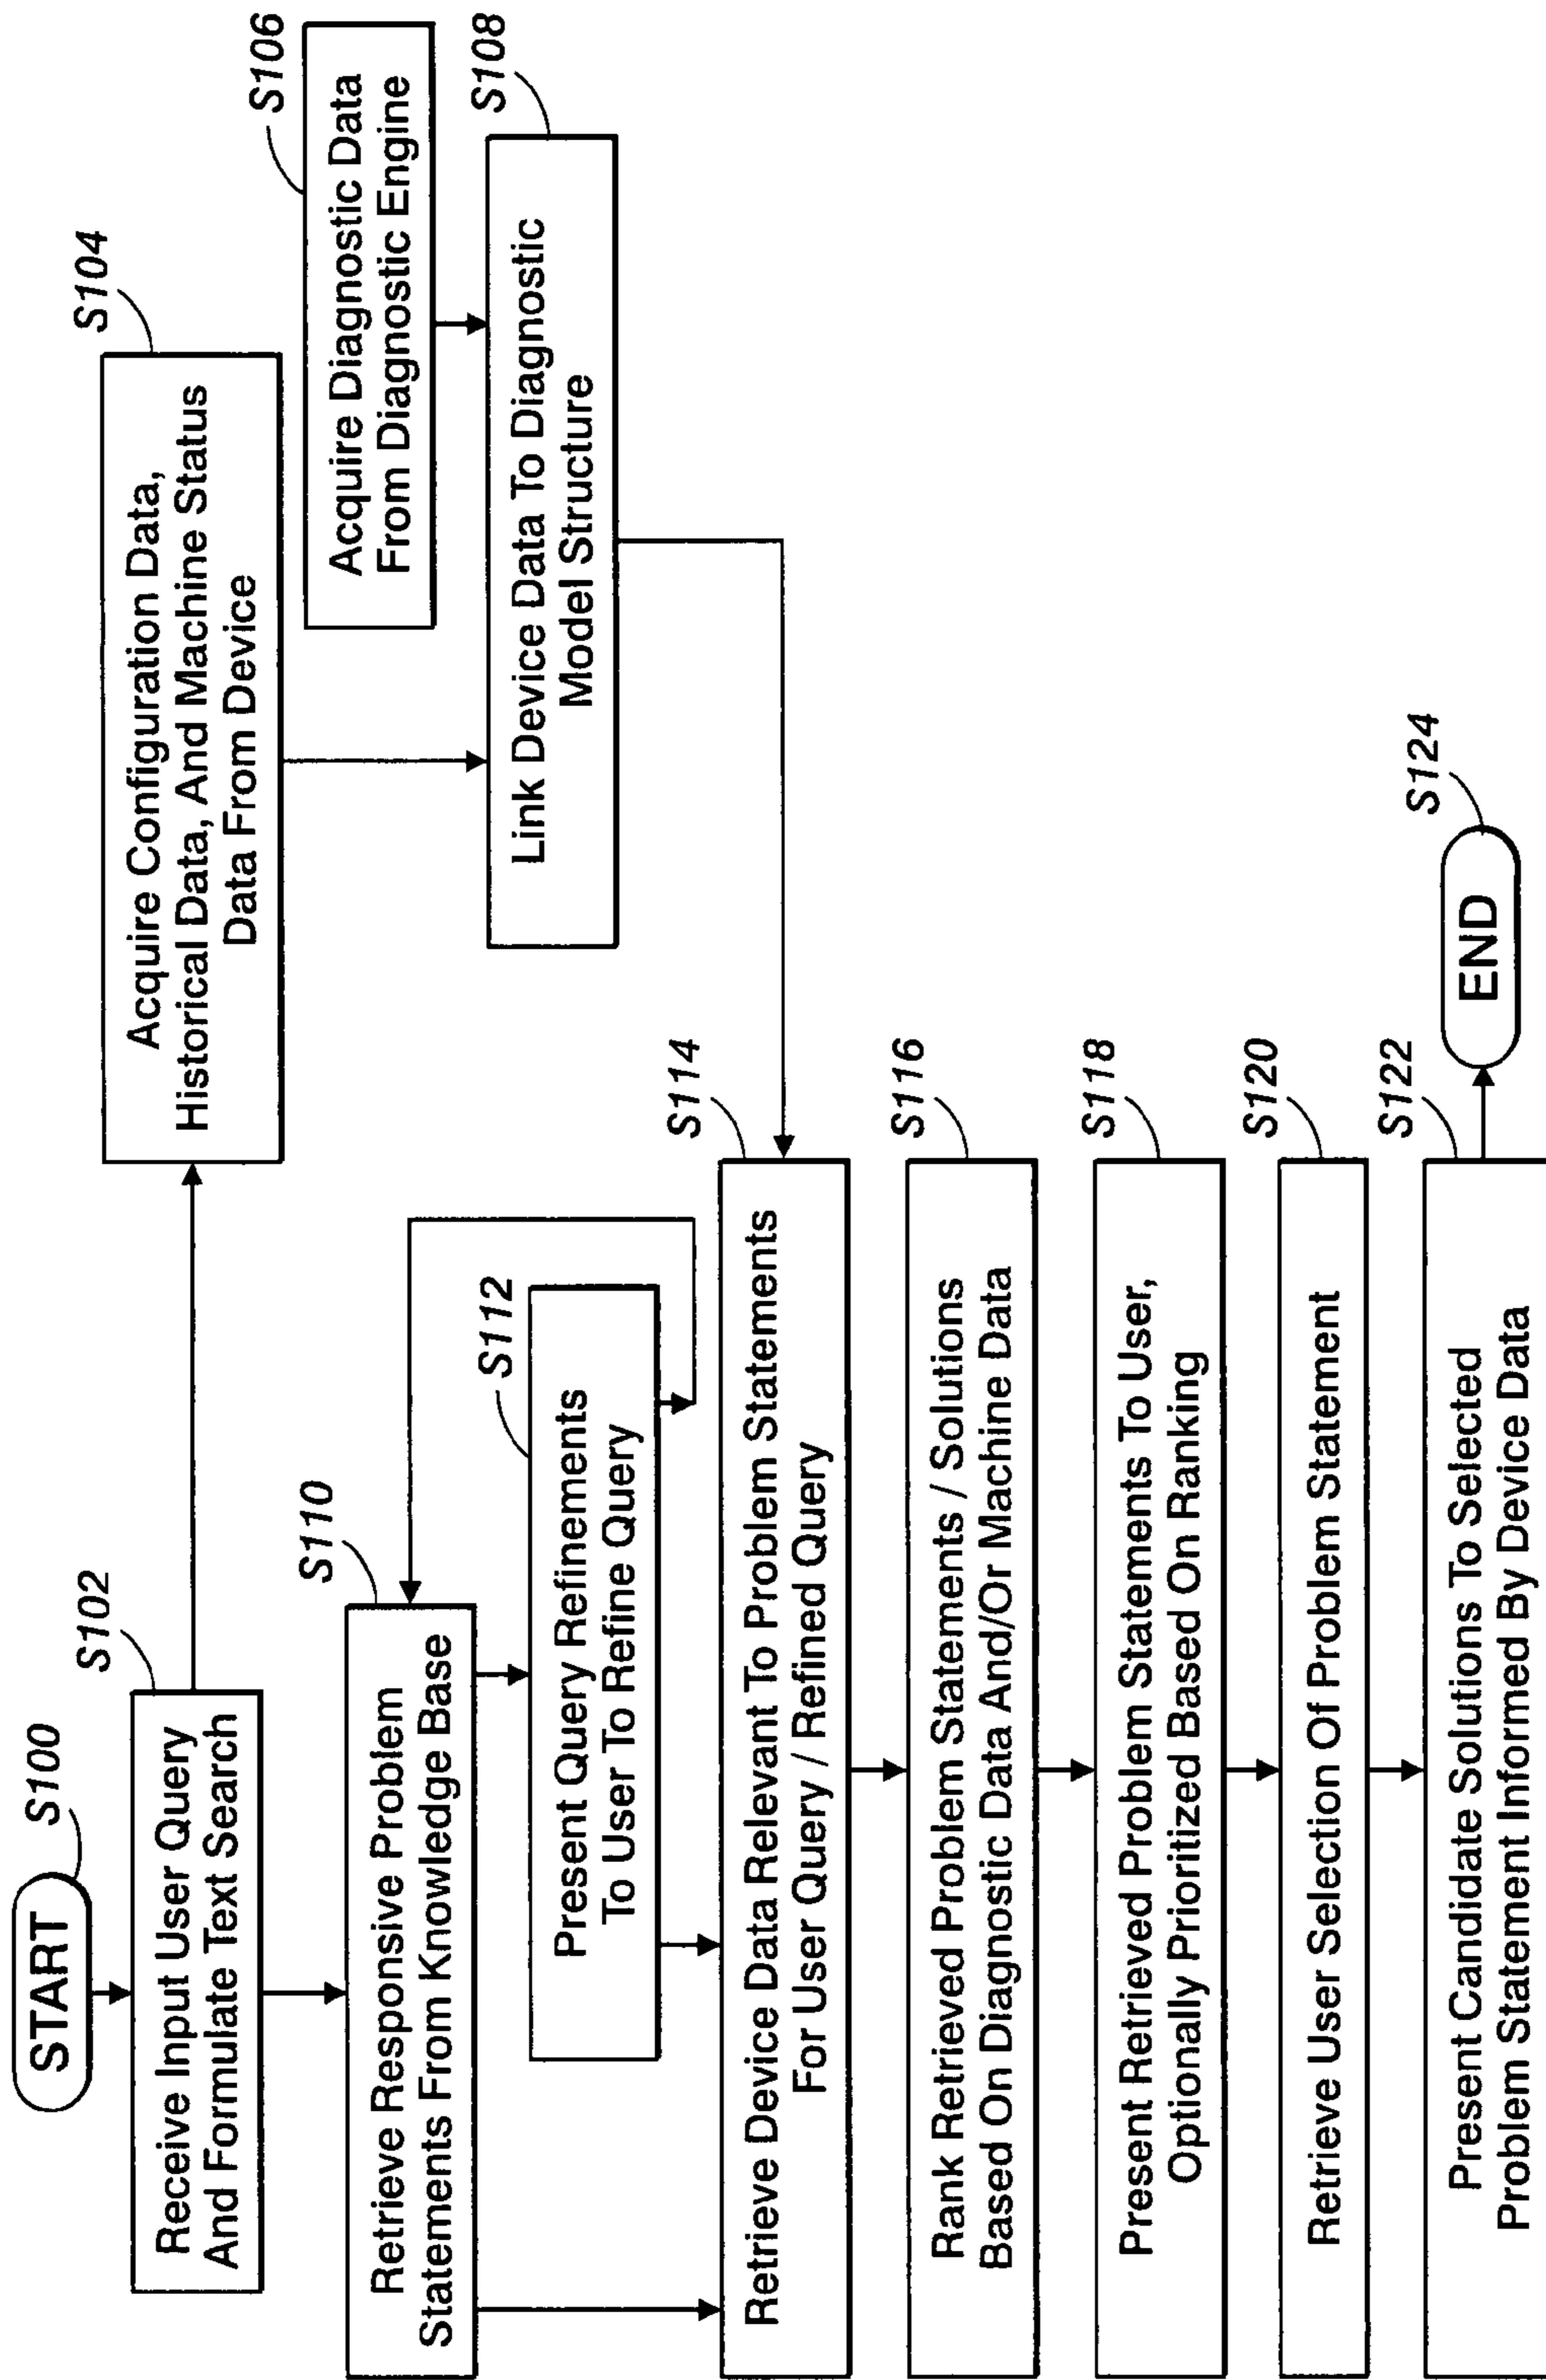 START
S100
Receive Input User Query
And Formulate Text Search
S102
Acquire Configuration Data,
Historical Data, And Machine Status
Data From Device
S104
Acquire Diagnostic Data
From Diagnostic Engine
S106
Link Device Data To Diagnostic
Model Structure
S108
Retrieve Responsive Problem
Statements From Knowledge Base
S110
Present Query Refinements
To User To Refine Query
S112
Retrieve Device Data Relevant To Problem Statements
For User Query / Refined Query
S114
Rank Retrieved Problem Statements / Solutions
Based On Diagnostic Data And/Or Machine Data
S116
Present Retrieved Problem Statements To User,
Optionally Prioritized Based On Ranking
S118
Retrieve User Selection Of Problem Statement
S120
Present Candidate Solutions To Selected
Problem Statement Informed By Device Data
S122
END
S124